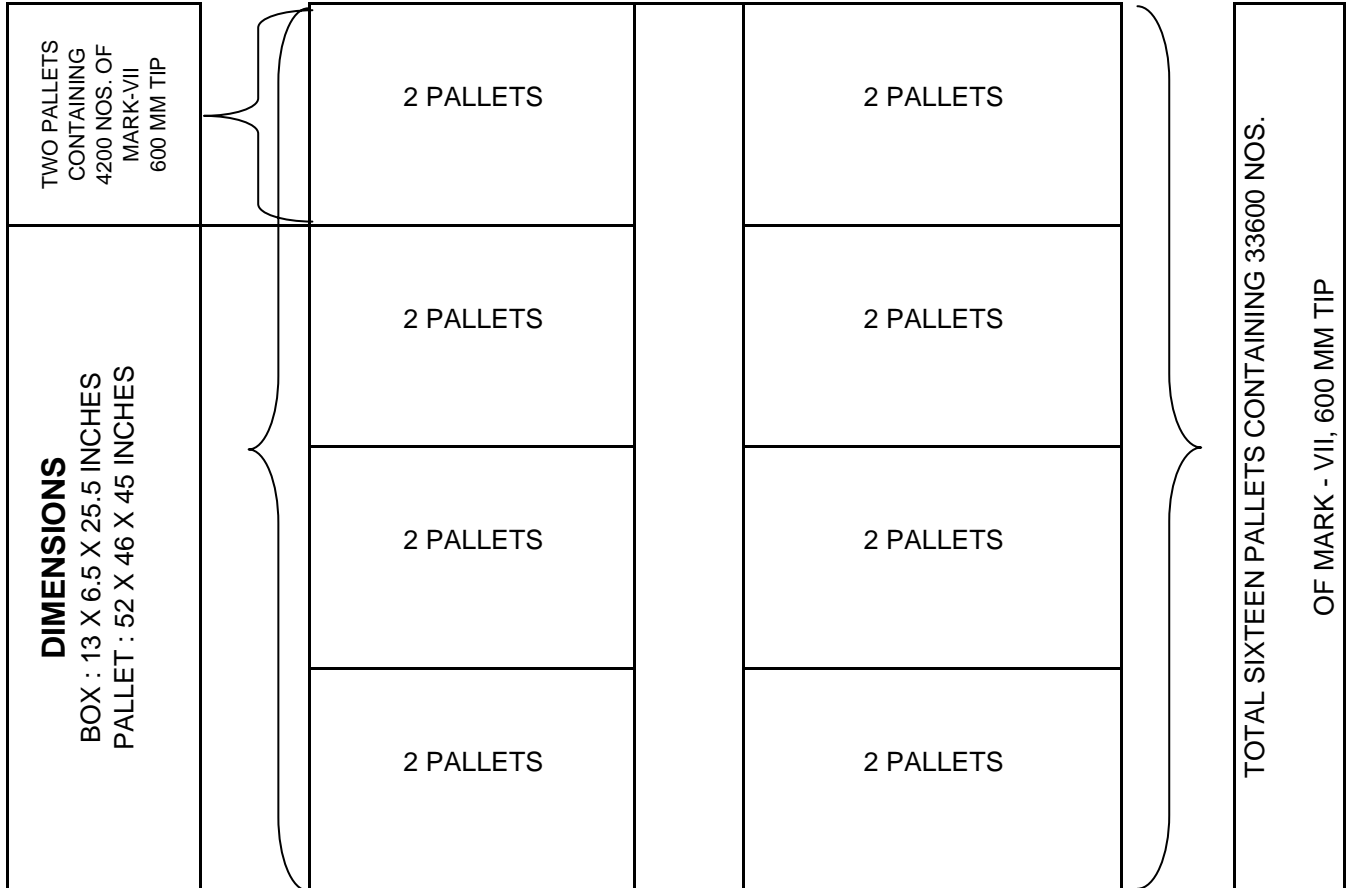 TWO PALLETS
CONTAINING
4200 NOS. OF
MARK-VII
600 MM TIP
2 PALLETS
2 PALLETS
2 PALLETS
2 PALLETS
DIMENSIONS
BOX : 13 X 6.5 X 25.5 INCHES
PALLET : 52 X 46 X 45 INCHES
2 PALLETS
2 PALLETS
2 PALLETS
2 PALLETS
TOTAL SIXTEEN PALLETS CONTAINING 33600 NOS.
OF MARK - VII, 600 MM TIP